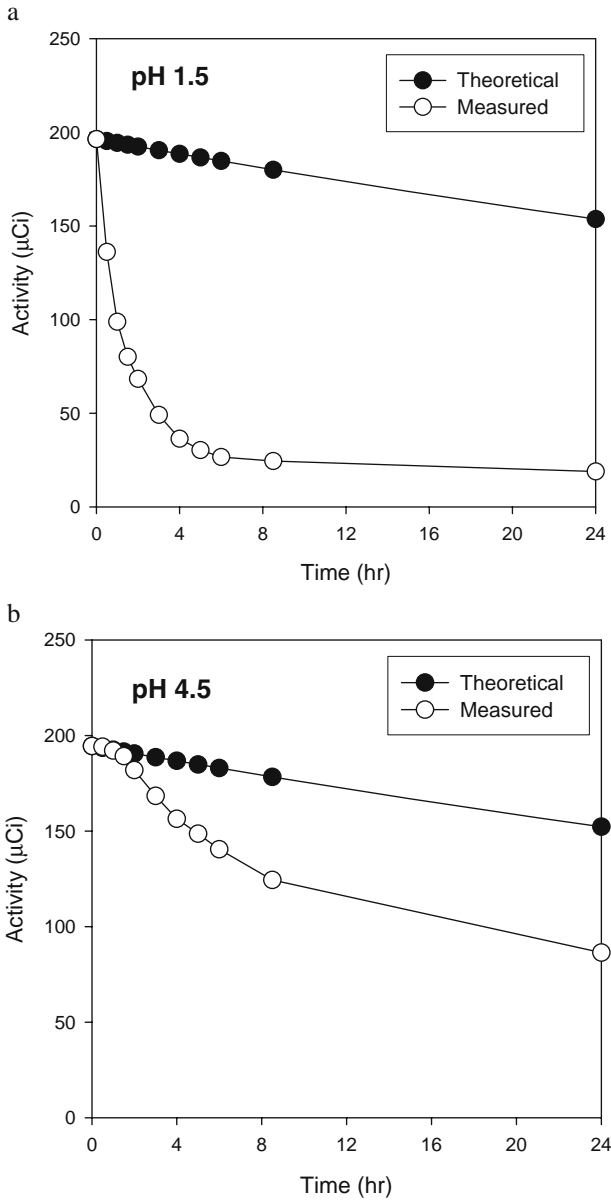 a
250
200
150
100
50
0
Activity (µCi)
pH 1.5
Theoretical
Measured
0 4 8 12 16 20 24
Time (hr)
b
250
200
150
100
50
0
Activity (µCi)
pH 4.5
Theoretical
Measured
0 4 8 12 16 20 24
Time (hr)